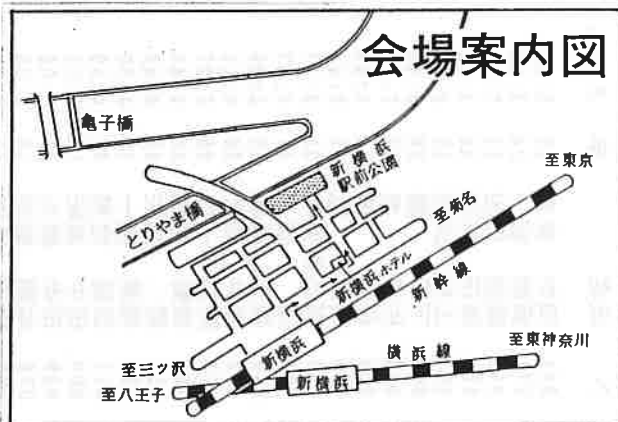 会場案内図
亀子橋
新横浜
駅前公園
至東京
とりやま橋
至菊名
新横浜ホテル
新幹線
至東神奈川
新横浜
横浜線
至三ツ沢
至八王子
新横浜